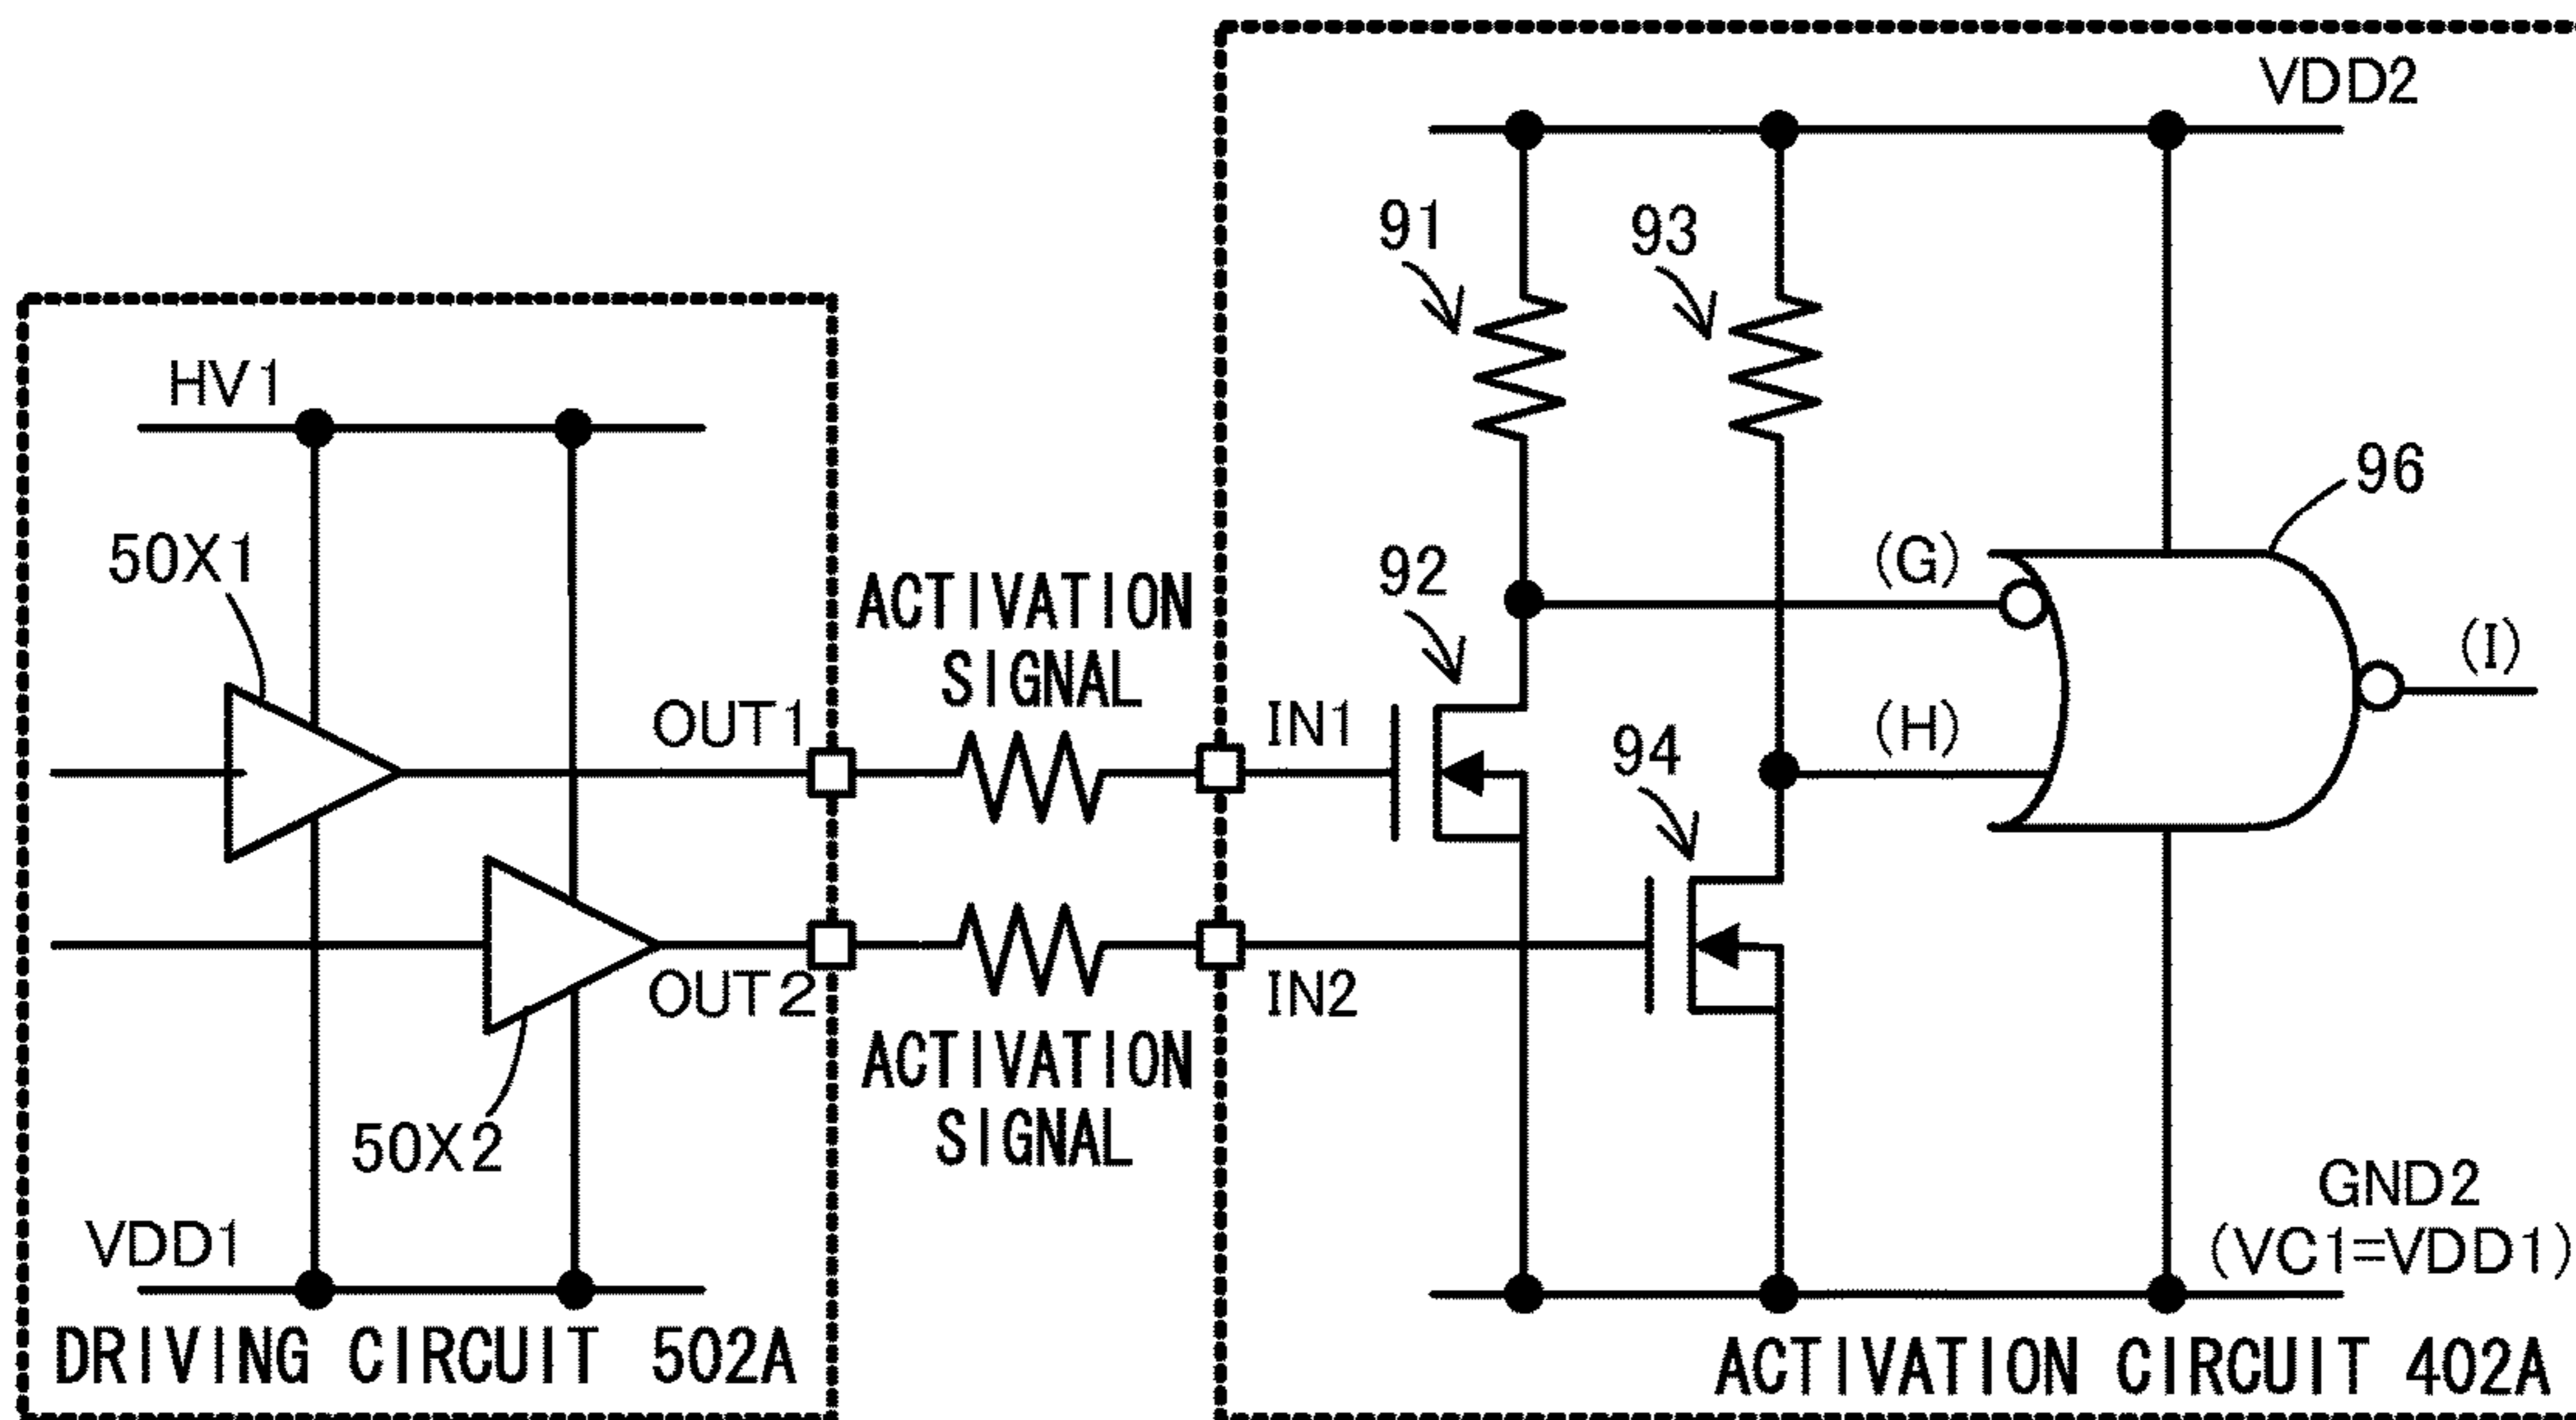 HV1
50X1
OUT1
OUT2
50X2
VDD1
DRIVING CIRCUIT 502A
ACTIVATION
SIGNAL
ACTIVATION
SIGNAL
VDD2
91
93
96
92
(G)
(I)
IN1
94
(H)
IN2
GND2
(VC1=VDD1)
ACTIVATION CIRCUIT 402A